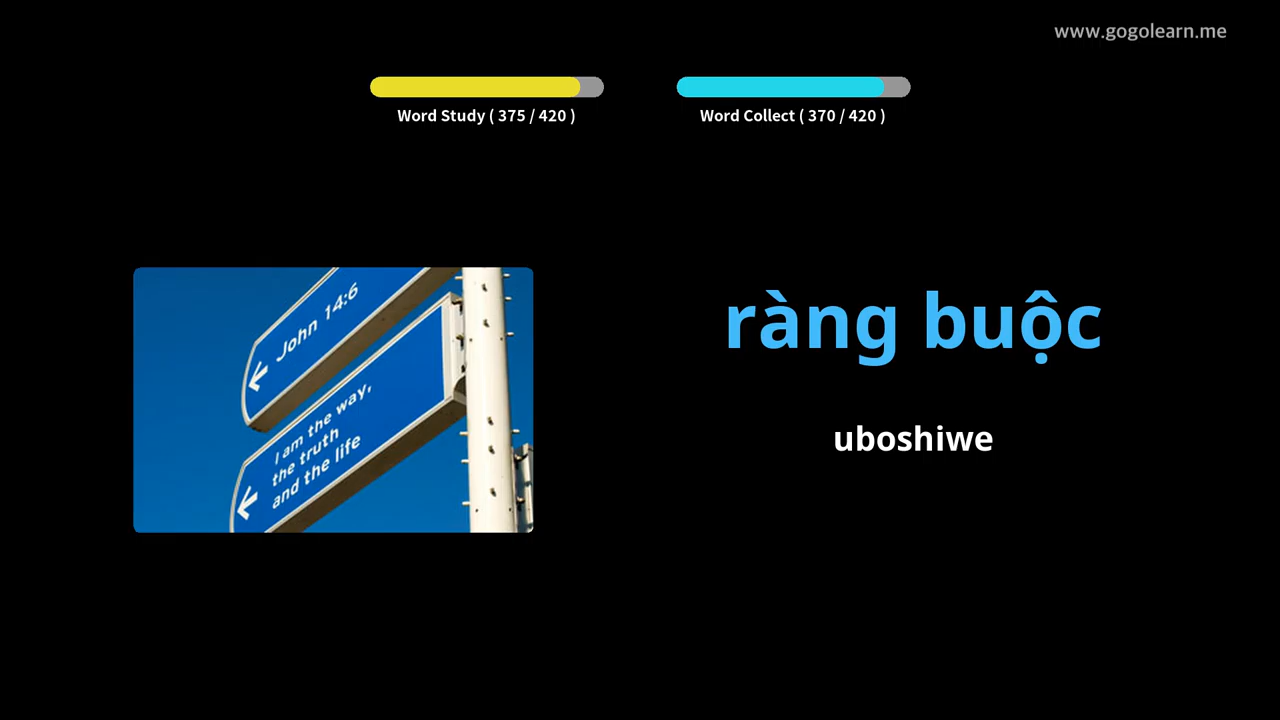 www.gogolearn.me
Word Study ( 375 / 420 )
Word Collect ( 370 / 420 )
John 14:6
I am the way,
the truth
and the life
ràng buộc
uboshiwe